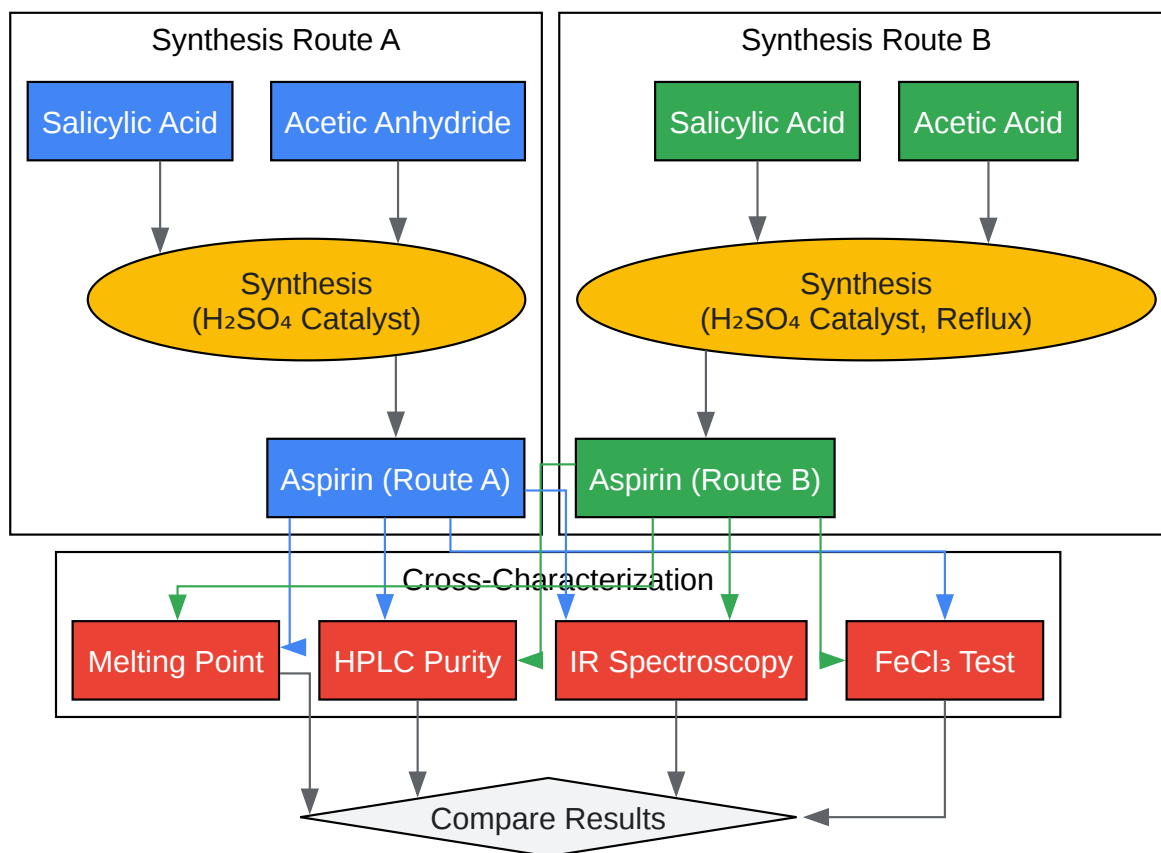 Synthesis Route A
Synthesis Route B
Salicylic Acid
Acetic Anhydride
Salicylic Acid
Acetic Acid
Synthesis
(H₂SO₄ Catalyst)
Synthesis
(H₂SO₄ Catalyst, Reflux)
Aspirin (Route A)
Aspirin (Route B)
Cross-Characterization
Melting Point
HPLC Purity
IR Spectroscopy
FeCl₃ Test
Compare Results